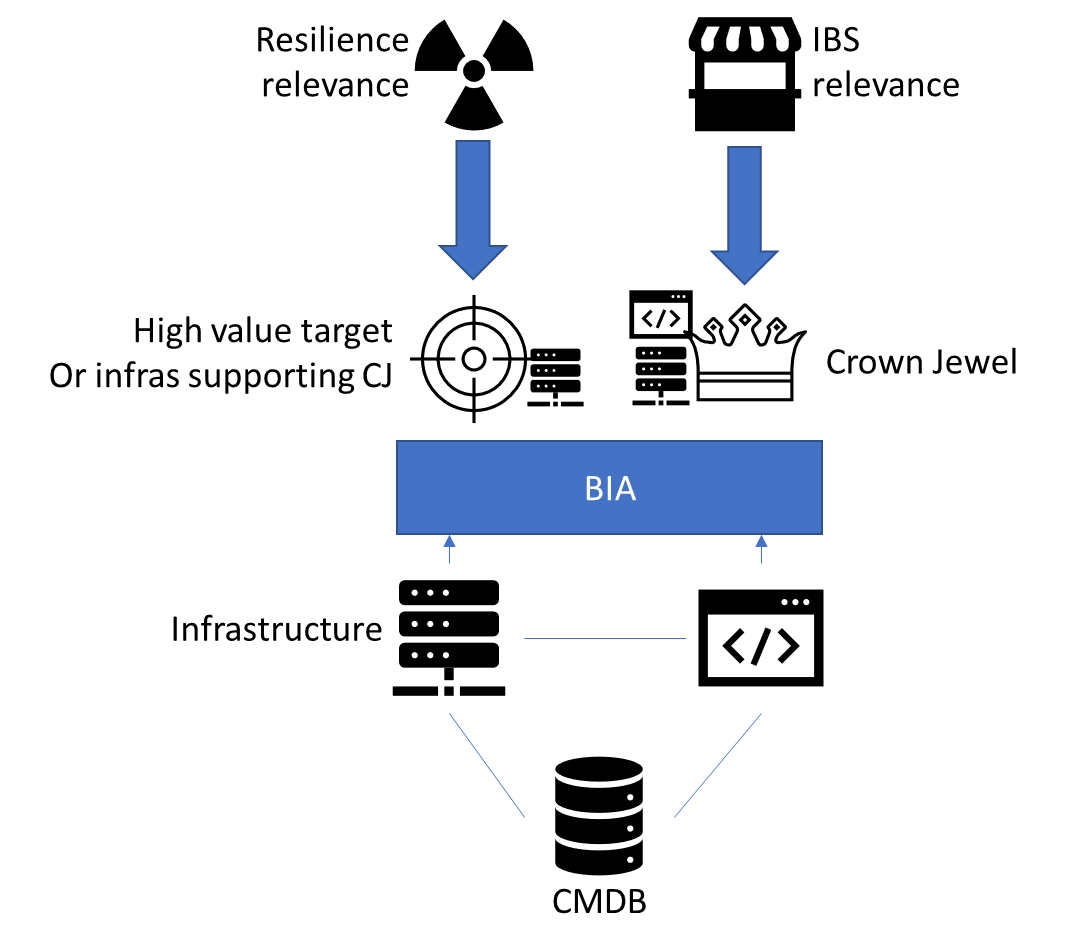 Resilience
relevance
IBS
relevance
High value target
Or infras supporting CJ
</>
Crown Jewel
BIA
Infrastructure
</>
CMDB